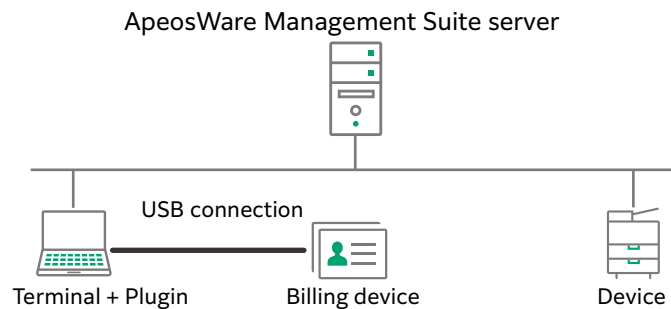 ApeosWare Management Suite server
USB connection
Terminal + Plugin
Billing device
Device